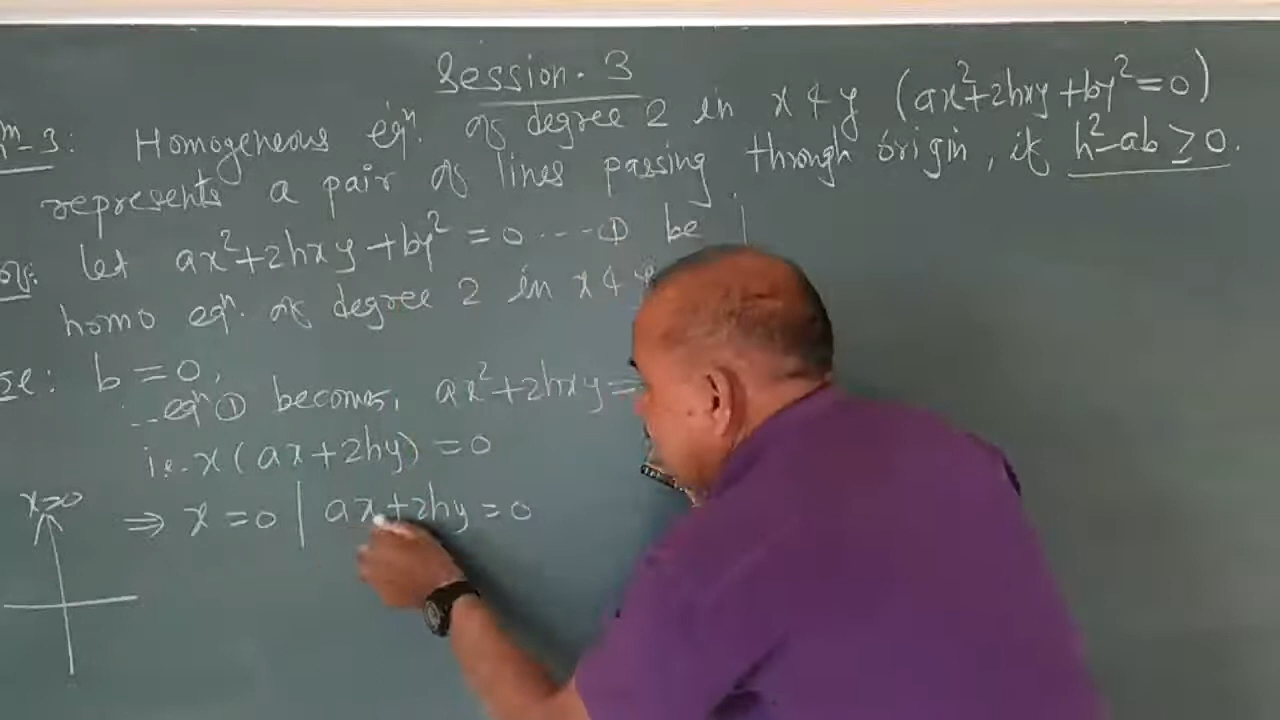 Session. 3
m-3: Homogeneous eqn. of degree 2 in x & y (ax²+2hxy+by²=0)
represents a pair of lines passing through origin, if h²-ab ≥ 0.
Let ax²+2hxy+by² = 0 ---① be
homo eqn. of degree 2 in x &
b = 0,
eqn ① becomes, ax²+2hxy=
i.e. x(ax+2hy) = 0
⇒ x = 0 | ax+2hy = 0
x=0